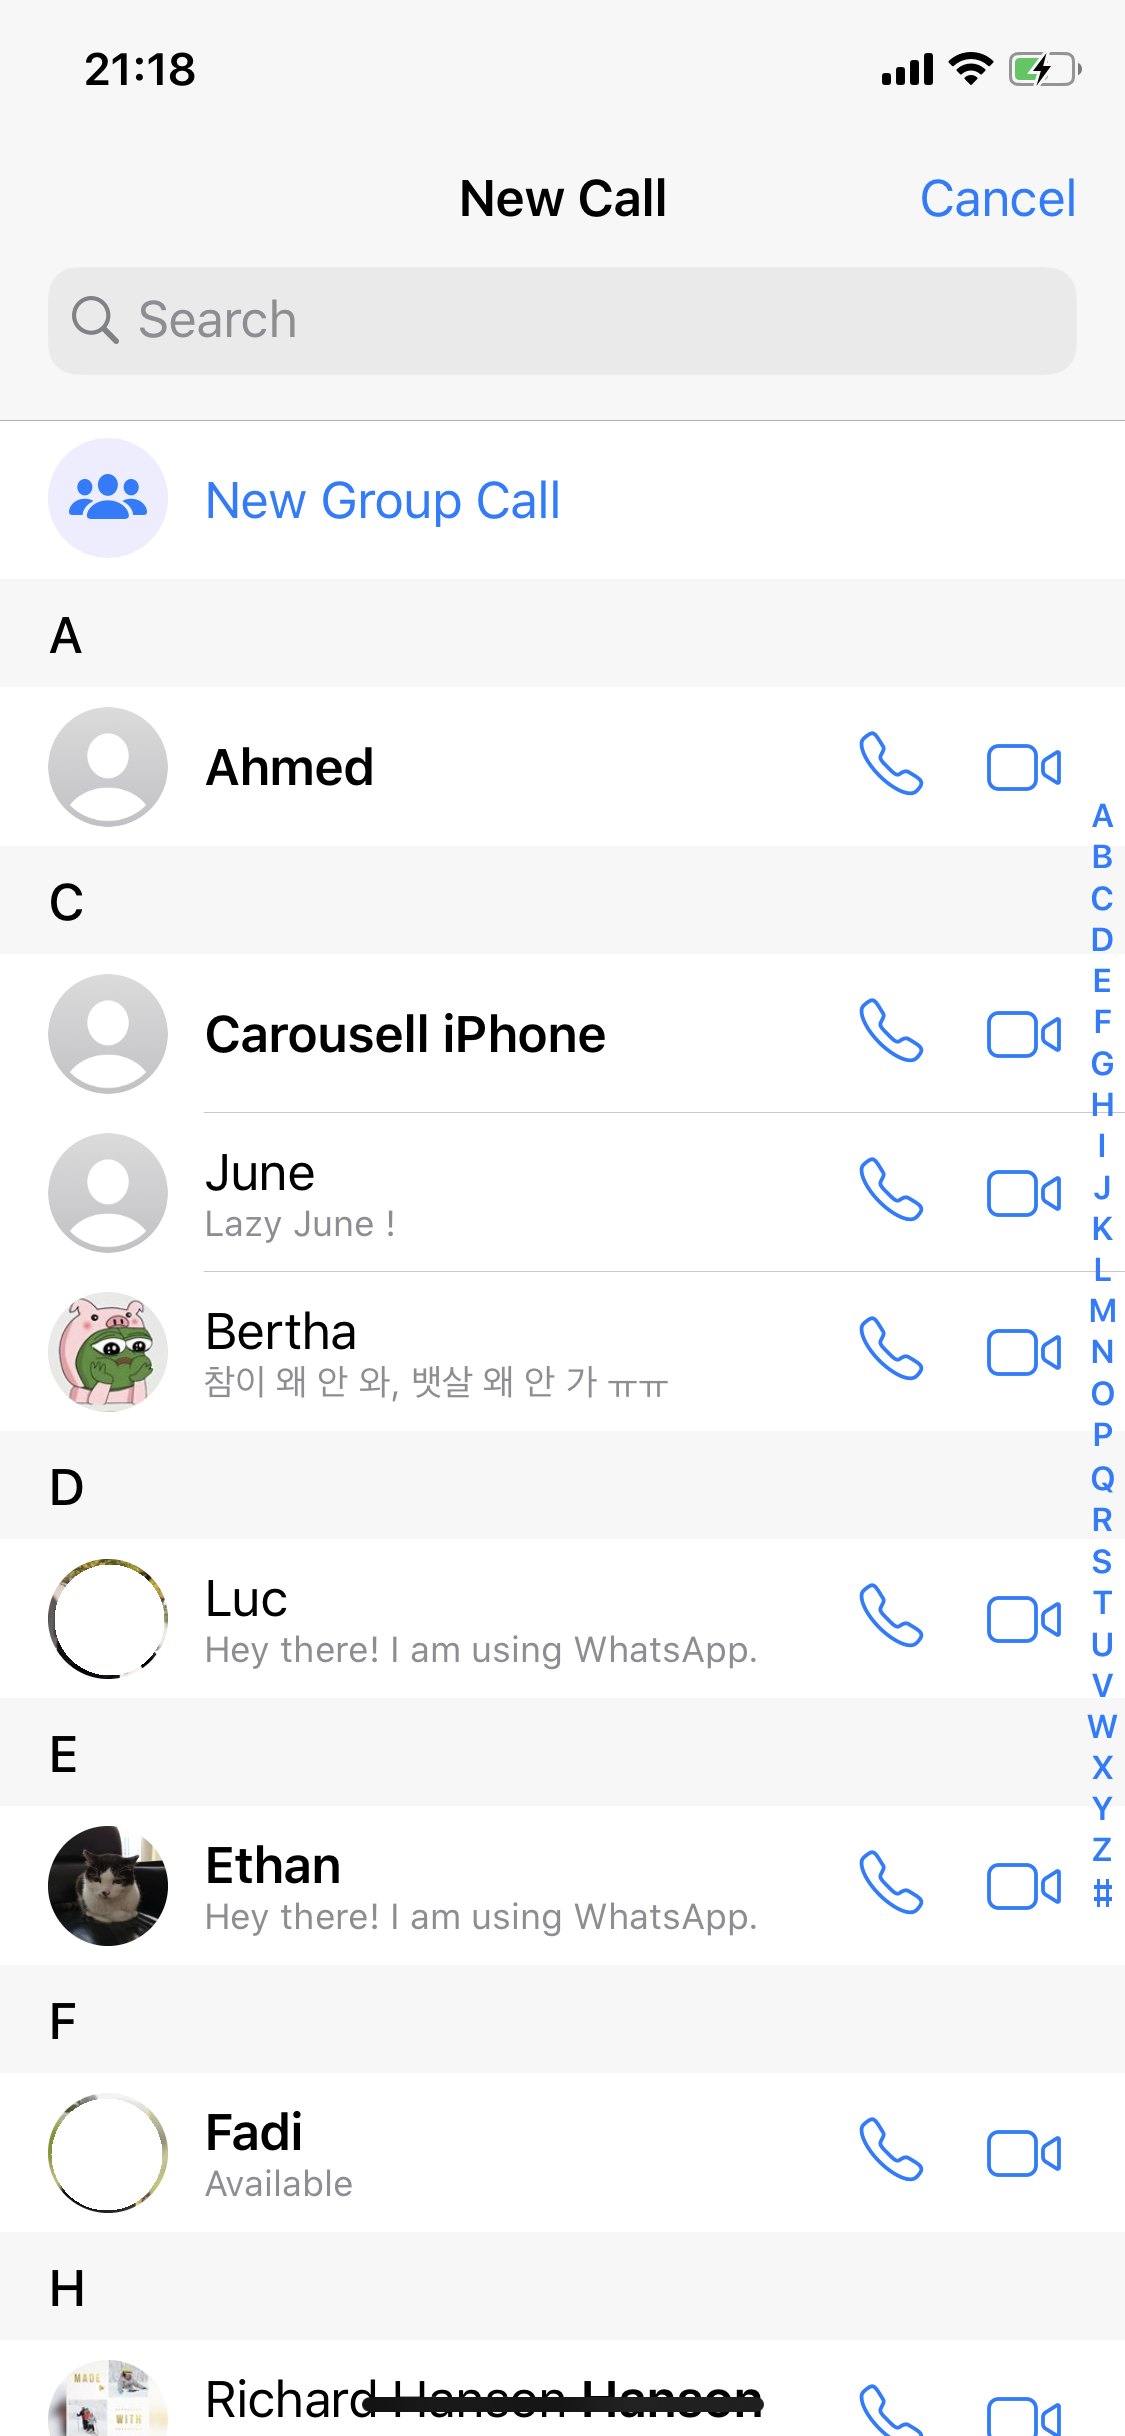 21:18
New Call
Cancel
Search
New Group Call
A
Ahmed
C
Carousell iPhone
June
Lazy June !
Bertha
참이 왜 안 와, 뱃살 왜 안 가 ㅠㅠ
D
Luc
Hey there! I am using WhatsApp.
E
Ethan
Hey there! I am using WhatsApp.
F
Fadi
Available
H
MADE
WITH
Richard
A
B
C
D
E
F
G
H
I
J
K
L
M
N
O
P
Q
R
S
T
U
V
W
X
Y
Z
#